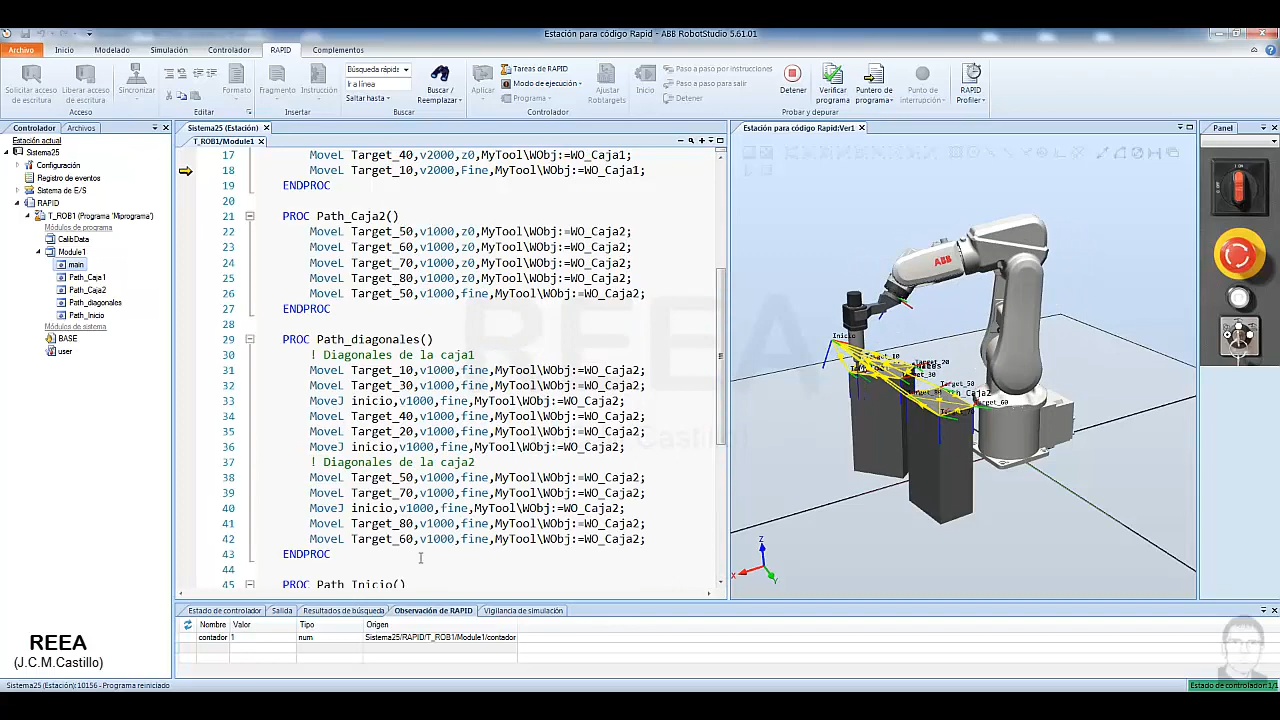 Estación para código Rapid - ABB RobotStudio 5.61.01
Archivo Inicio Modelado Simulación Controlador RAPID Complementos
Solicitar acceso de escritura
Liberar acceso de escritura
Acceso
Sincronizar
Formato
Editar
Fragmento
Instrucción
Insertar
Búsqueda rápida
Ir a línea
Saltar hasta
Buscar / Reemplazar
Buscar
Aplicar
Tareas de RAPID
Modo de ejecución
Programa
Controlador
Ajustar Robtargets
Inicio
Paso a paso por instrucciones
Paso a paso para salir
Detener
Detener
Verificar programa
Puntero de programa
Punto de interrupción
Probar y depurar
RAPID Profiler
Controlador Archivos
Estación actual
Sistema25
Configuración
Registro de eventos
Sistema de E/S
RAPID
T_ROB1 (Programa 'Miprograma')
Módulos de programa
CalibData
Module1
main
Path_Caja1
Path_Caja2
Path_diagonales
Path_Inicio
Módulos de sistema
BASE
user
REEA
(J.C.M.Castillo)
Sistema25 (Estación)
T_ROB1/Module1
17 MoveL Target_40,v2000,z0,MyTool\WObj:=WO_Caja1;
18 MoveL Target_10,v2000,Fine,MyTool\WObj:=WO_Caja1;
19 ENDPROC
20
21 PROC Path_Caja2()
22 MoveL Target_50,v1000,z0,MyTool\WObj:=WO_Caja2;
23 MoveL Target_60,v1000,z0,MyTool\WObj:=WO_Caja2;
24 MoveL Target_70,v1000,z0,MyTool\WObj:=WO_Caja2;
25 MoveL Target_80,v1000,z0,MyTool\WObj:=WO_Caja2;
26 MoveL Target_50,v1000,fine,MyTool\WObj:=WO_Caja2;
27 ENDPROC
28
29 PROC Path_diagonales()
30 ! Diagonales de la caja1
31 MoveL Target_10,v1000,fine,MyTool\WObj:=WO_Caja1;
32 MoveL Target_30,v1000,fine,MyTool\WObj:=WO_Caja1;
33 MoveJ inicio,v1000,fine,MyTool\WObj:=WO_Caja1;
34 MoveL Target_40,v1000,fine,MyTool\WObj:=WO_Caja1;
35 MoveL Target_20,v1000,fine,MyTool\WObj:=WO_Caja1;
36 MoveJ inicio,v1000,fine,MyTool\WObj:=WO_Caja1;
37 ! Diagonales de la caja2
38 MoveL Target_50,v1000,fine,MyTool\WObj:=WO_Caja2;
39 MoveL Target_70,v1000,fine,MyTool\WObj:=WO_Caja2;
40 MoveJ inicio,v1000,fine,MyTool\WObj:=WO_Caja2;
41 MoveL Target_80,v1000,fine,MyTool\WObj:=WO_Caja2;
42 MoveL Target_60,v1000,fine,MyTool\WObj:=WO_Caja2;
43 ENDPROC
44
45 PROC Path_Inicio()
REEA
Estación para código Rapid:Ver1
ABB
Inicio
Target_10
Target_20
Target_30
Target_50
Target_60
Caja2
Z
X
Y
Panel
Estado de controlador Salida Resultados de búsqueda Observación de RAPID Vigilancia de simulación
Nombre Valor Tipo Origen
contador 1 num Sistema25/RAPID/T_ROB1/Module1/contador
Sistema25 (Estación): 10156 - Programa reiniciado
Estado de controlador:1/1